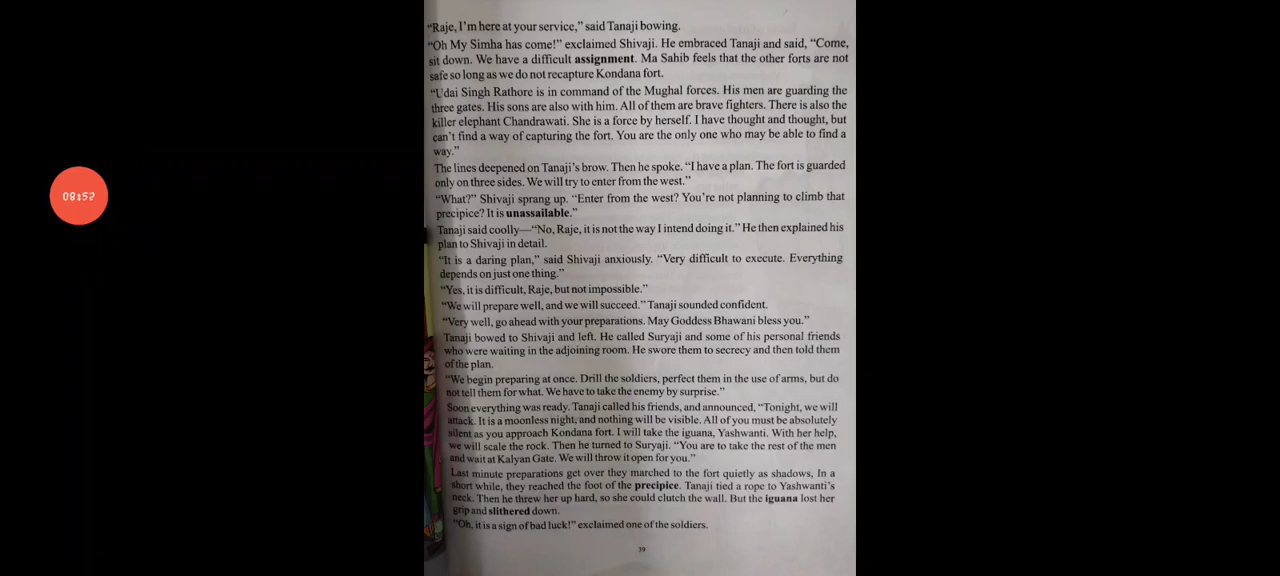 “Raje, I’m here at your service,” said Tanaji bowing.
“Oh My Simha has come!” exclaimed Shivaji. He embraced Tanaji and said, “Come,
sit down. We have a difficult assignment. Ma Sahib feels that the other forts are not
safe so long as we do not recapture Kondana fort.
“Udai Singh Rathore is in command of the Mughal forces. His men are guarding the
three gates. His sons are also with him. All of them are brave fighters. There is also the
killer elephant Chandrawati. She is a force by herself. I have thought and thought, but
can’t find a way of capturing the fort. You are the only one who may be able to find a
way.”
The lines deepened on Tanaji’s brow. Then he spoke. “I have a plan. The fort is guarded
only on three sides. We will try to enter from the west.”
“What?” Shivaji sprang up. “Enter from the west? You’re not planning to climb that
precipice? It is unassailable.”
Tanaji said coolly—“No, Raje, it is not the way I intend doing it.” He then explained his
plan to Shivaji in detail.
“It is a daring plan,” said Shivaji anxiously. “Very difficult to execute. Everything
depends on just one thing.”
“Yes, it is difficult, Raje, but not impossible.”
“We will prepare well, and we will succeed.” Tanaji sounded confident.
“Very well, go ahead with your preparations. May Goddess Bhawani bless you.”
Tanaji bowed to Shivaji and left. He called Suryaji and some of his personal friends
who were waiting in the adjoining room. He swore them to secrecy and then told them
of the plan.
“We begin preparing at once. Drill the soldiers, perfect them in the use of arms, but do
not tell them for what. We have to take the enemy by surprise.”
Soon everything was ready. Tanaji called his friends, and announced, “Tonight, we will
attack. It is a moonless night, and nothing will be visible. All of you must be absolutely
silent as you approach Kondana fort. I will take the iguana, Yashwanti. With her help,
we will scale the rock. Then he turned to Suryaji. “You are to take the rest of the men
and wait at Kalyan Gate. We will throw it open for you.”
Last minute preparations get over they marched to the fort quietly as shadows, In a
short while, they reached the foot of the precipice. Tanaji tied a rope to Yashwanti’s
neck. Then he threw her up hard, so she could clutch the wall. But the iguana lost her
grip and slithered down.
“Oh, it is a sign of bad luck!” exclaimed one of the soldiers.
39
08:57